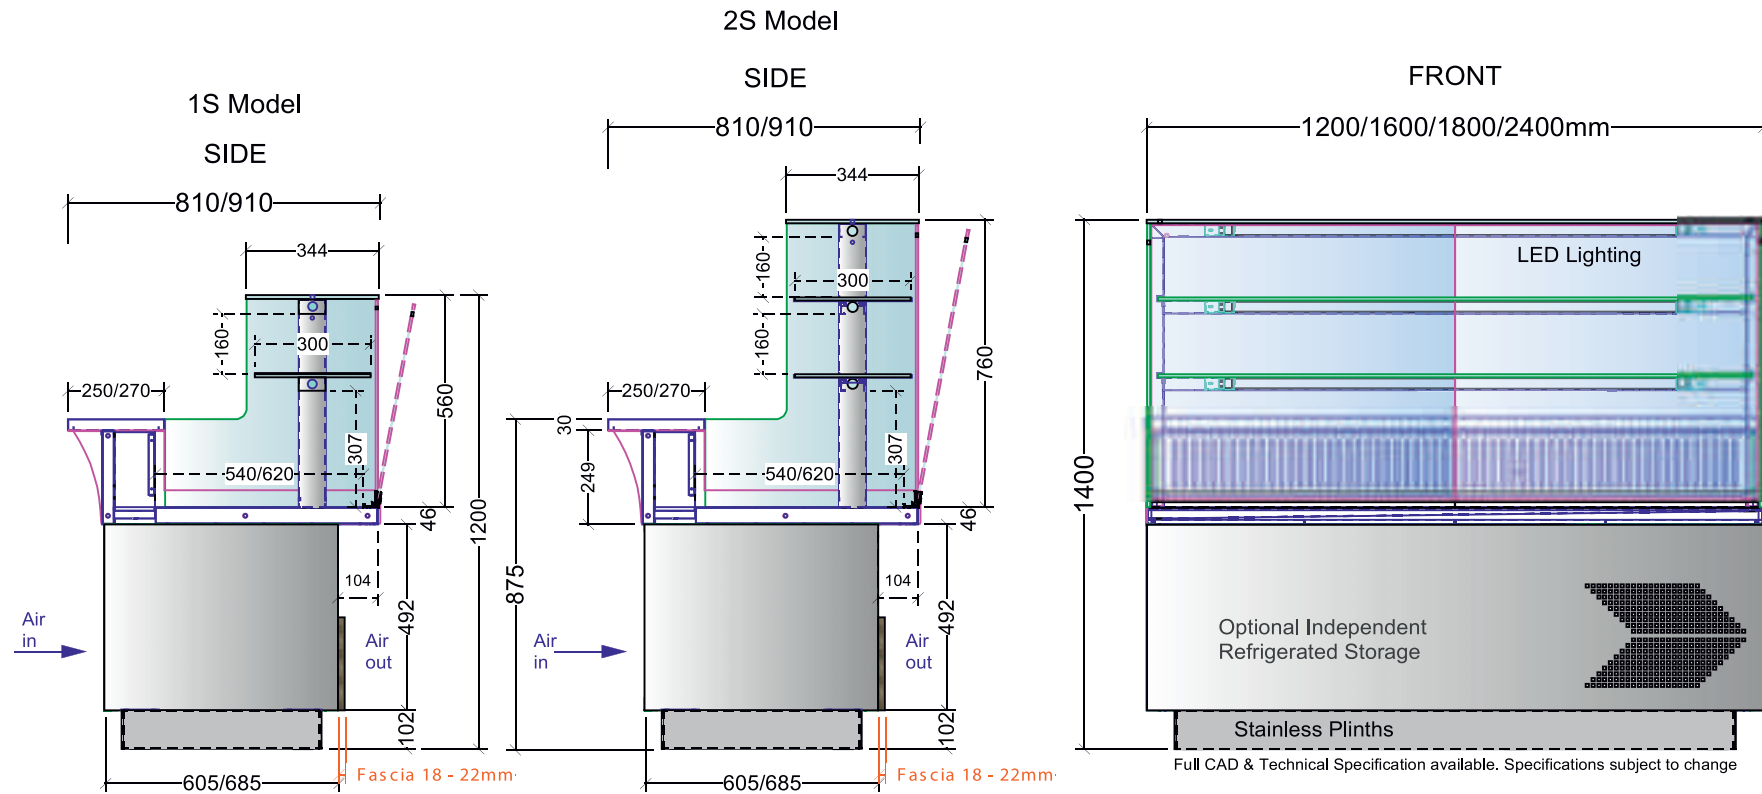 1S Model
SIDE
810/910
344
160
300
250/270
560
307
540/620
46
1200
104
492
Air
in
Air
out
102
605/685
Fascia 18 - 22mm
2S Model
SIDE
810/910
344
160
300
160
760
250/270
30
249
307
540/620
46
875
104
492
Air
in
Air
out
102
605/685
Fascia 18 - 22mm
FRONT
1200/1600/1800/2400mm
LED Lighting
1400
Optional Independent
Refrigerated Storage
Stainless Plinths
Full CAD & Technical Specification available. Specifications subject to change